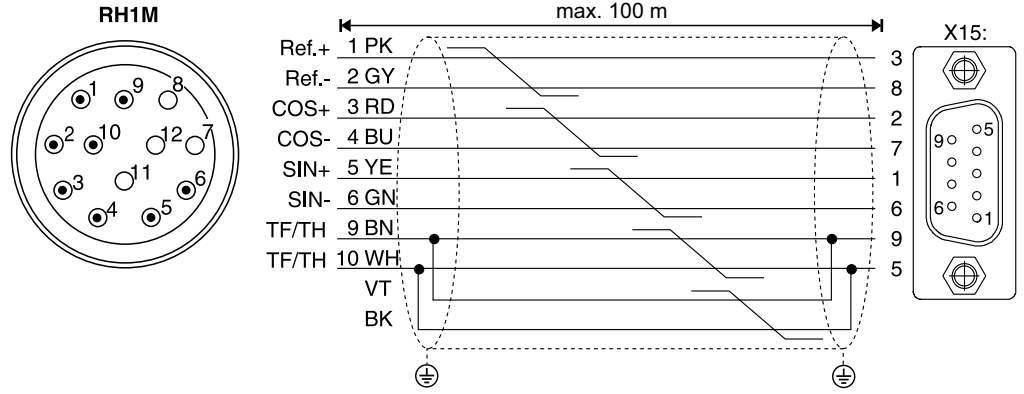 RH1M
max. 100 m
X15:
1 9 8
2 10 12 7
11
3 6
4 5
Ref.+ 1 PK 3
Ref.- 2 GY 8
COS+ 3 RD 2
COS- 4 BU 7
SIN+ 5 YE 1
SIN- 6 GN 6
TF/TH 9 BN 9
TF/TH 10 WH 5
VT
BK
9 5
6 1